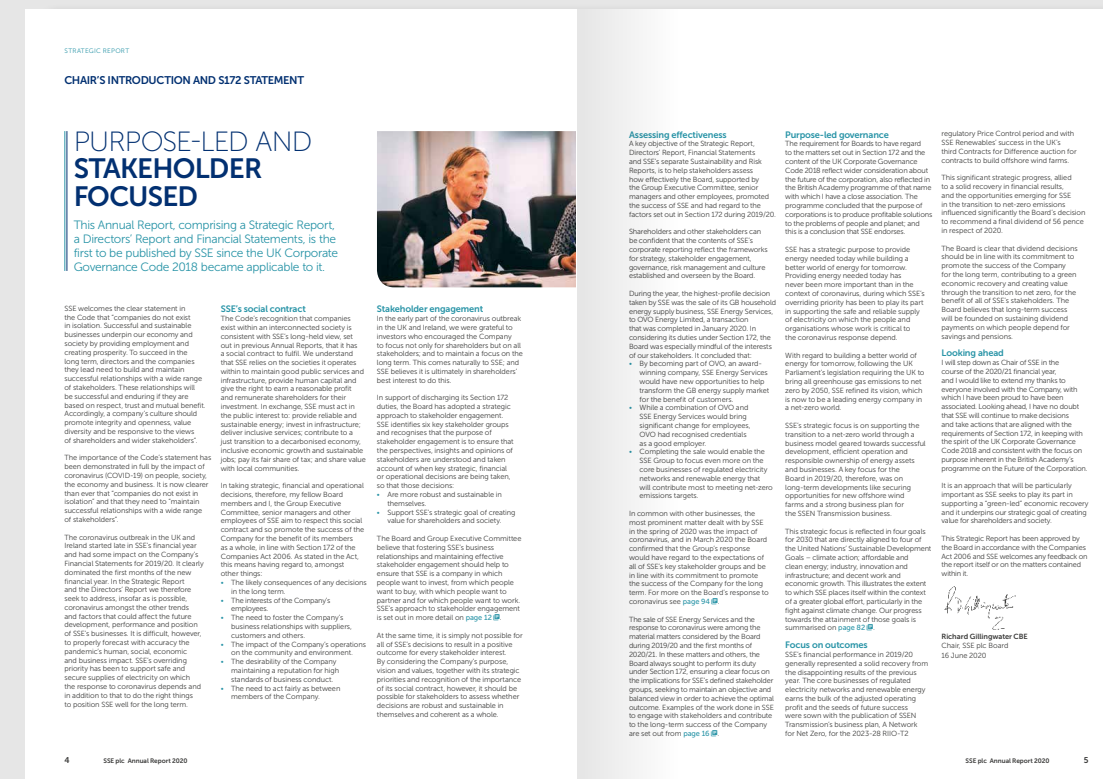 STRATEGIC REPORT
CHAIR'S INTRODUCTION AND S172 STATEMENT
PURPOSE-LED AND
STAKEHOLDER
FOCUSED
This Annual Report, comprising a Strategic Report,
a Directors' Report and Financial Statements, is the
first to be published by SSE since the UK Corporate
Governance Code 2018 became applicable to it.
SSE welcomes the clear statement in
the Code that "companies do not exist
in isolation. Successful and sustainable
businesses underpin our economy and
society by providing employment and
creating prosperity. To succeed in the
long term, directors and the companies
they lead need to build and maintain
successful relationships with a wide range
of stakeholders. These relationships will
be successful and enduring if they are
based on respect, trust and mutual benefit.
Accordingly, a company's culture should
promote integrity and openness, value
diversity and be responsive to the views
of shareholders and wider stakeholders".
The importance of the Code's statement has
been demonstrated in full by the impact of
coronavirus (COVID-19) on people, society,
the economy and business. It is now clearer
than ever that "companies do not exist in
isolation" and that they need to "maintain
successful relationships with a wide range
of stakeholders".
The coronavirus outbreak in the UK and
Ireland started late in SSE's financial year
and had some impact on the Company's
Financial Statements for 2019/20. It clearly
dominated the first months of the new
financial year. In the Strategic Report
and the Directors' Report we therefore
seek to address, insofar as is possible,
coronavirus amongst the other trends
and factors that could affect the future
development, performance and position
of SSE's businesses. It is difficult, however,
to properly forecast with accuracy the
pandemic's human, social, economic
and business impact. SSE's overriding
priority has been to support safe and
secure supplies of electricity on which
the response to coronavirus depends and
in addition to that to do the right things
to position SSE well for the long term.
SSE's social contract
The Code's recognition that companies
exist within an interconnected society is
consistent with SSE's long-held view, set
out in previous Annual Reports, that it has
a social contract to fulfil. We understand
that SSE relies on the societies it operates
within to maintain good public services and
infrastructure, provide human capital and
give the right to earn a reasonable profit
and remunerate shareholders for their
investment. In exchange, SSE must act in
the public interest to: provide reliable and
sustainable energy; invest in infrastructure;
deliver inclusive services; contribute to a
just transition to a decarbonised economy,
inclusive economic growth and sustainable
jobs; pay its fair share of tax; and share value
with local communities.
In taking strategic, financial and operational
decisions, therefore, my fellow Board
members and I, the Group Executive
Committee, senior managers and other
employees of SSE aim to respect this social
contract and so promote the success of the
Company for the benefit of its members
as a whole, in line with Section 172 of the
Companies Act 2006. As stated in the Act,
this means having regard to, amongst
other things:
• The likely consequences of any decisions
in the long term.
• The interests of the Company's
employees.
• The need to foster the Company's
business relationships with suppliers,
customers and others.
• The impact of the Company's operations
on the community and environment.
• The desirability of the Company
maintaining a reputation for high
standards of business conduct.
• The need to act fairly as between
members of the Company.
Stakeholder engagement
In the early part of the coronavirus outbreak
in the UK and Ireland, we were grateful to
investors who encouraged the Company
to focus not only for shareholders but on all
stakeholders; and to maintain a focus on the
long term. This comes naturally to SSE; and
SSE believes it is ultimately in shareholders'
best interest to do this.
In support of discharging its Section 172
duties, the Board has adopted a strategic
approach to stakeholder engagement.
SSE identifies six key stakeholder groups
and recognises that the purpose of
stakeholder engagement is to ensure that
the perspectives, insights and opinions of
stakeholders are understood and taken
account of when key strategic, financial
or operational decisions are being taken,
so that those decisions:
• Are more robust and sustainable in
themselves.
• Support SSE's strategic goal of creating
value for shareholders and society.
The Board and Group Executive Committee
believe that fostering SSE's business
relationships and maintaining effective
stakeholder engagement should help to
ensure that SSE is a company in which
people want to invest, from which people
want to buy, with which people want to
partner and for which people want to work.
SSE's approach to stakeholder engagement
is set out in more detail on page 12.
At the same time, it is simply not possible for
all of SSE's decisions to result in a positive
outcome for every stakeholder interest.
By considering the Company's purpose,
vision and values, together with its strategic
priorities and recognition of the importance
of its social contract, however, it should be
possible for stakeholders to assess whether
decisions are robust and sustainable in
themselves and coherent as a whole.
4
SSE plc Annual Report 2020
Assessing effectiveness
A key objective of the Strategic Report,
Directors' Report, Financial Statements
and SSE's separate Sustainability and Risk
Reports, is to help stakeholders assess
how effectively the Board, supported by
the Group Executive Committee, senior
managers and other employees, promoted
the success of SSE and had regard to the
factors set out in Section 172 during 2019/20.
Shareholders and other stakeholders can
be confident that the contents of SSE's
corporate reporting reflect the frameworks
for strategy, stakeholder engagement,
governance, risk management and culture
established and overseen by the Board.
During the year, the highest-profile decision
taken by SSE was the sale of its GB household
energy supply business, SSE Energy Services,
to OVO Energy Limited, a transaction
that was completed in January 2020. In
considering its duties under Section 172, the
Board was especially mindful of the interests
of our stakeholders. It concluded that:
• By becoming part of OVO, an award-
winning company, SSE Energy Services
would have new opportunities to help
transform the GB energy supply market
for the benefit of customers.
• While a combination of OVO and
SSE Energy Services would bring
significant change for employees,
OVO had recognised credentials
as a good employer.
• Completing the sale would enable the
SSE Group to focus even more on the
core businesses of regulated electricity
networks and renewable energy that
will contribute most to meeting net-zero
emissions targets.
In common with other businesses, the
most prominent matter dealt with by SSE
in the spring of 2020 was the impact of
coronavirus, and in March 2020 the Board
confirmed that the Group's response
would have regard to the expectations of
all of SSE's key stakeholder groups and be
in line with its commitment to promote
the success of the Company for the long
term. For more on the Board's response to
coronavirus see page 94.
The sale of SSE Energy Services and the
response to coronavirus were among the
material matters considered by the Board
during 2019/20 and the first months of
2020/21. In these matters and others, the
Board always sought to perform its duty
under Section 172, ensuring a clear focus on
the implications for SSE's defined stakeholder
groups, seeking to maintain an objective and
balanced view in order to achieve the optimal
outcome. Examples of the work done in SSE
to engage with stakeholders and contribute
to the long-term success of the Company
are set out from page 16.
Purpose-led governance
The requirement for Boards to have regard
to the matters set out in Section 172 and the
content of the UK Corporate Governance
Code 2018 reflect wider consideration about
the future of the corporation, also reflected in
the British Academy programme of that name
with which I have a close association. The
programme concluded that the purpose of
corporations is to produce profitable solutions
to the problems of people and planet; and
this is a conclusion that SSE endorses.
SSE has a strategic purpose to provide
energy needed today while building a
better world of energy for tomorrow.
Providing energy needed today has
never been more important than in the
context of coronavirus, during which SSE's
overriding priority has been to play its part
in supporting the safe and reliable supply
of electricity on which the people and
organisations whose work is critical to
the coronavirus response depend.
With regard to building a better world of
energy for tomorrow, following the UK
Parliament's legislation requiring the UK to
bring all greenhouse gas emissions to net
zero by 2050, SSE refined its vision, which
is now to be a leading energy company in
a net-zero world.
SSE's strategic focus is on supporting the
transition to a net-zero world through a
business model geared towards successful
development, efficient operation and
responsible ownership of energy assets
and businesses. A key focus for the
Board in 2019/20, therefore, was on
long-term developments like securing
opportunities for new offshore wind
farms and a strong business plan for
the SSEN Transmission business.
This strategic focus is reflected in four goals
for 2030 that are directly aligned to four of
the United Nations' Sustainable Development
Goals – climate action; affordable and
clean energy; industry, innovation and
infrastructure; and decent work and
economic growth. This illustrates the extent
to which SSE places itself within the context
of a greater global effort, particularly in the
fight against climate change. Our progress
towards the attainment of those goals is
summarised on page 82.
Focus on outcomes
SSE's financial performance in 2019/20
generally represented a solid recovery from
the disappointing results of the previous
year. The core businesses of regulated
electricity networks and renewable energy
earns the bulk of the adjusted operating
profit and the seeds of future success
were sown with the publication of SSEN
Transmission's business plan, A Network
for Net Zero, for the 2023-28 RIIO-T2
regulatory Price Control period and with
SSE Renewables' success in the UK's
third Contracts for Difference auction for
contracts to build offshore wind farms.
This significant strategic progress, allied
to a solid recovery in financial results,
and the opportunities emerging for SSE
in the transition to net-zero emissions
influenced significantly the Board's decision
to recommend a final dividend of 56 pence
in respect of 2020.
The Board is clear that dividend decisions
should be in line with its commitment to
promote the success of the Company
for the long term, contributing to a green
economic recovery and creating value
through the transition to net zero, for the
benefit of all of SSE's stakeholders. The
Board believes that long-term success
will be founded on sustaining dividend
payments on which people depend for
savings and pensions.
Looking ahead
I will step down as Chair of SSE in the
course of the 2020/21 financial year,
and I would like to extend my thanks to
everyone involved with the Company, with
which I have been proud to have been
associated. Looking ahead, I have no doubt
that SSE will continue to make decisions
and take actions that are aligned with the
requirements of Section 172, in keeping with
the spirit of the UK Corporate Governance
Code 2018 and consistent with the focus on
purpose inherent in the British Academy's
programme on the Future of the Corporation.
It is an approach that will be particularly
important as SSE seeks to play its part in
supporting a "green-led" economic recovery
and it underpins our strategic goal of creating
value for shareholders and society.
This Strategic Report has been approved by
the Board in accordance with the Companies
Act 2006 and SSE welcomes any feedback on
the report itself or on the matters contained
within it.
Richard Gillingwater CBE
Chair, SSE plc Board
16 June 2020
SSE plc Annual Report 2020
5